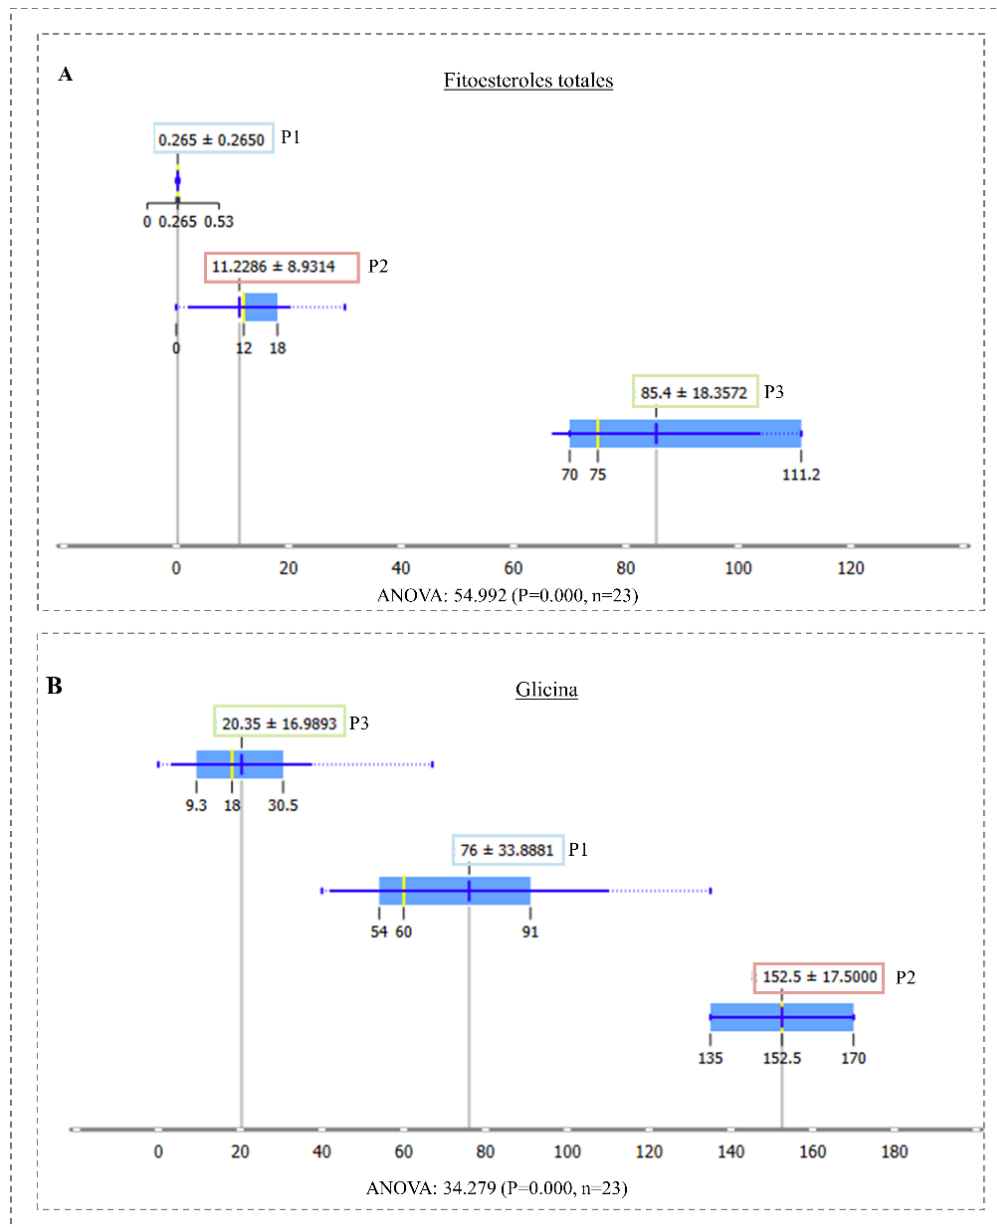 A
Fitoesteroles totales
0.265 ± 0.2650 P1
0 0.265 0.53
11.2286 ± 8.9314 P2
0 12 18
85.4 ± 18.3572 P3
70 75 111.2
0 20 40 60 80 100 120
ANOVA: 54.992 (P=0.000, n=23)
B
Glicina
20.35 ± 16.9893 P3
9.3 18 30.5
76 ± 33.8881 P1
54 60 91
152.5 ± 17.5000 P2
135 152.5 170
0 20 40 60 80 100 120 140 160 180
ANOVA: 34.279 (P=0.000, n=23)